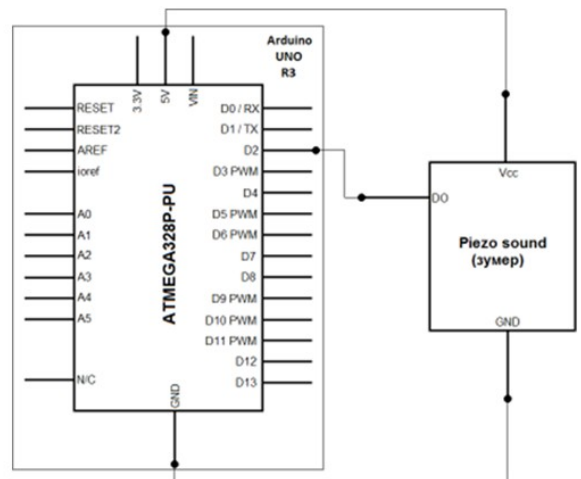 Arduino
UNO
R3
3.3V
5V
VIN
RESET
RESET2
AREF
ioref
A0
A1
A2
A3
A4
A5
N/C
ATMEGA328P-PU
D0 / RX
D1 / TX
D2
D3 PWM
D4
D5 PWM
D6 PWM
D7
D8
D9 PWM
D10 PWM
D11 PWM
D12
D13
GND
Vcc
DO
Piezo sound
(зумер)
GND